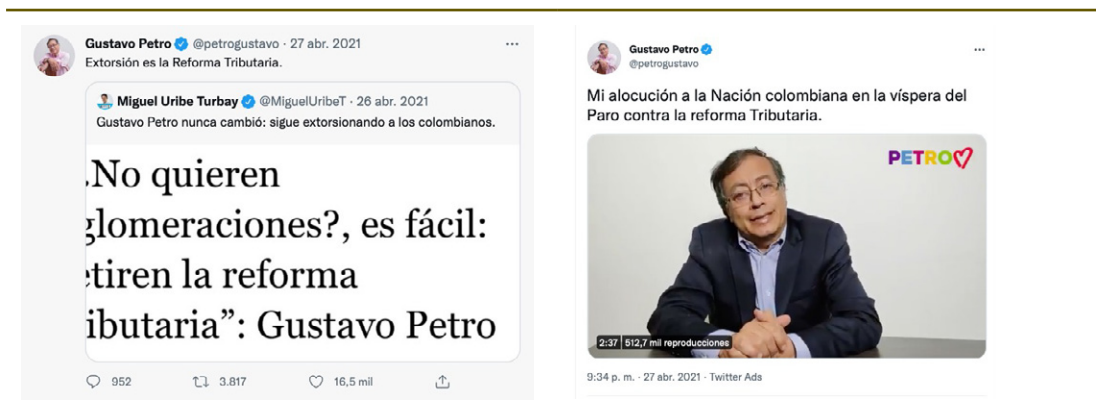 Gustavo Petro @petrogustavo · 27 abr. 2021
Extorsión es la Reforma Tributaria.
Miguel Uribe Turbay @MiguelUribeT · 26 abr. 2021
Gustavo Petro nunca cambió: sigue extorsionando a los colombianos.
.No quieren
glomeraciones?, es fácil:
etiren la reforma
ibutaria”: Gustavo Petro
952 3.817 16,5 mil
Gustavo Petro
@petrogustavo
Mi alocución a la Nación colombiana en la víspera del
Paro contra la reforma Tributaria.
PETRO
2:37 512,7 mil reproducciones
9:34 p. m. · 27 abr. 2021 · Twitter Ads